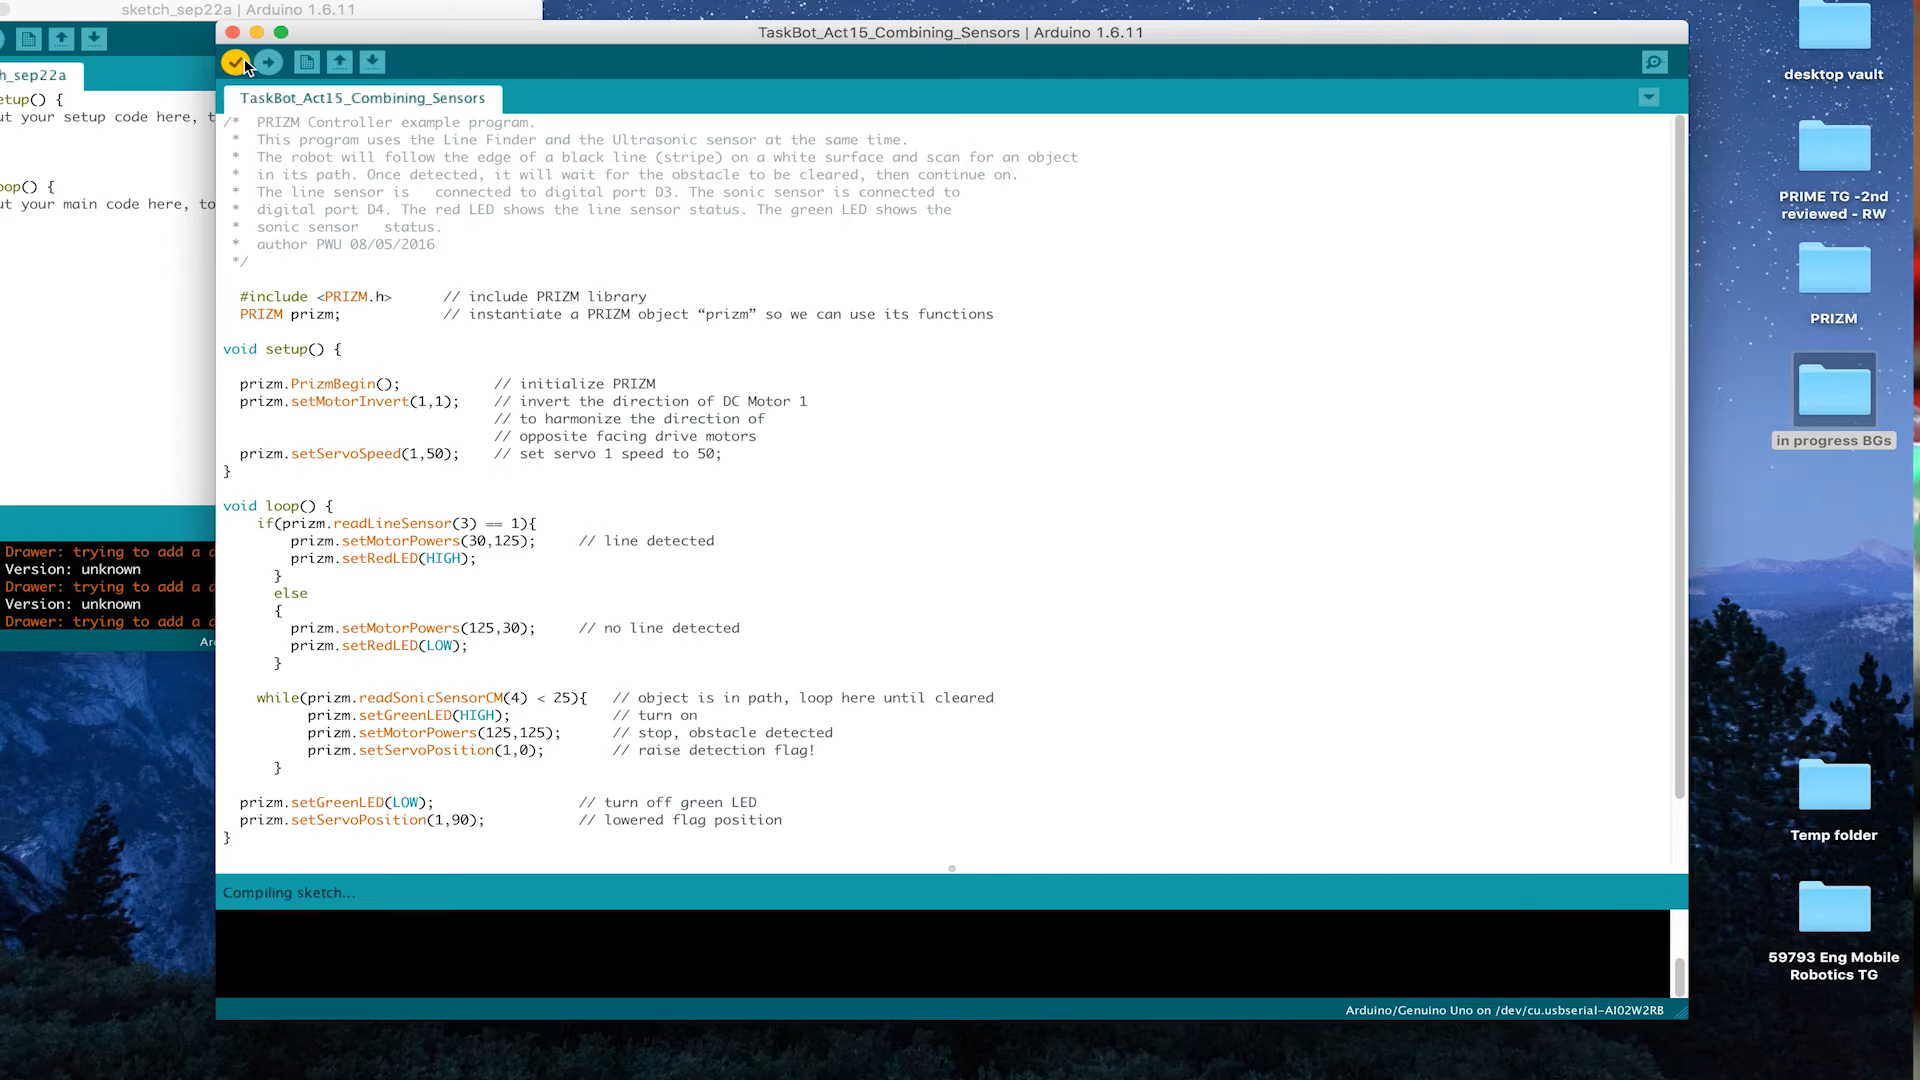 sketch_sep22a | Arduino 1.6.11
h_sep22a
etup() {
ut your setup code here, t
oop() {
ut your main code here, to
Drawer: trying to add a d
Version: unknown
Drawer: trying to add a d
Version: unknown
Drawer: trying to add a d
Ar
TaskBot_Act15_Combining_Sensors | Arduino 1.6.11
TaskBot_Act15_Combining_Sensors
/*  PRIZM Controller example program.
 *  This program uses the Line Finder and the Ultrasonic sensor at the same time.
 *  The robot will follow the edge of a black line (stripe) on a white surface and scan for an object
 *  in its path. Once detected, it will wait for the obstacle to be cleared, then continue on.
 *  The line sensor is   connected to digital port D3. The sonic sensor is connected to
 *  digital port D4. The red LED shows the line sensor status. The green LED shows the
 *  sonic sensor   status.
 *  author PWU 08/05/2016
 */
  #include <PRIZM.h>      // include PRIZM library
  PRIZM prizm;            // instantiate a PRIZM object “prizm” so we can use its functions
void setup() {
  prizm.PrizmBegin();           // initialize PRIZM
  prizm.setMotorInvert(1,1);    // invert the direction of DC Motor 1
                                // to harmonize the direction of
                                // opposite facing drive motors
  prizm.setServoSpeed(1,50);    // set servo 1 speed to 50;
}
void loop() {
    if(prizm.readLineSensor(3) == 1){
        prizm.setMotorPowers(30,125);     // line detected
        prizm.setRedLED(HIGH);
      }
      else
      {
        prizm.setMotorPowers(125,30);     // no line detected
        prizm.setRedLED(LOW);
      }
    while(prizm.readSonicSensorCM(4) < 25){   // object is in path, loop here until cleared
          prizm.setGreenLED(HIGH);            // turn on
          prizm.setMotorPowers(125,125);      // stop, obstacle detected
          prizm.setServoPosition(1,0);        // raise detection flag!
      }
  prizm.setGreenLED(LOW);                 // turn off green LED
  prizm.setServoPosition(1,90);           // lowered flag position
}
Compiling sketch...
Arduino/Genuino Uno on /dev/cu.usbserial-AI02W2RB
desktop vault
PRIME TG -2nd
reviewed - RW
PRIZM
in progress BGs
Temp folder
59793 Eng Mobile
Robotics TG